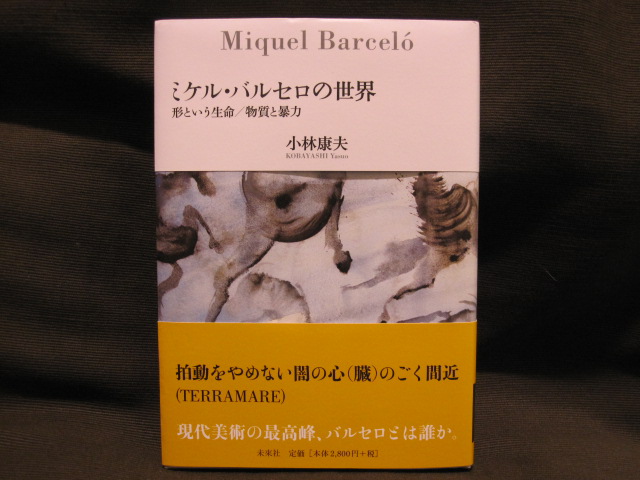 Miquel Barceló
ミケル・バルセロの世界
形という生命／物質と暴力
小林康夫
KOBAYASHI Yasuo
拍動をやめない闇の心（臓）のごく間近
(TERRAMARE)
現代美術の最高峰、バルセロとは誰か。
未來社 定価［本体2,800円＋税］